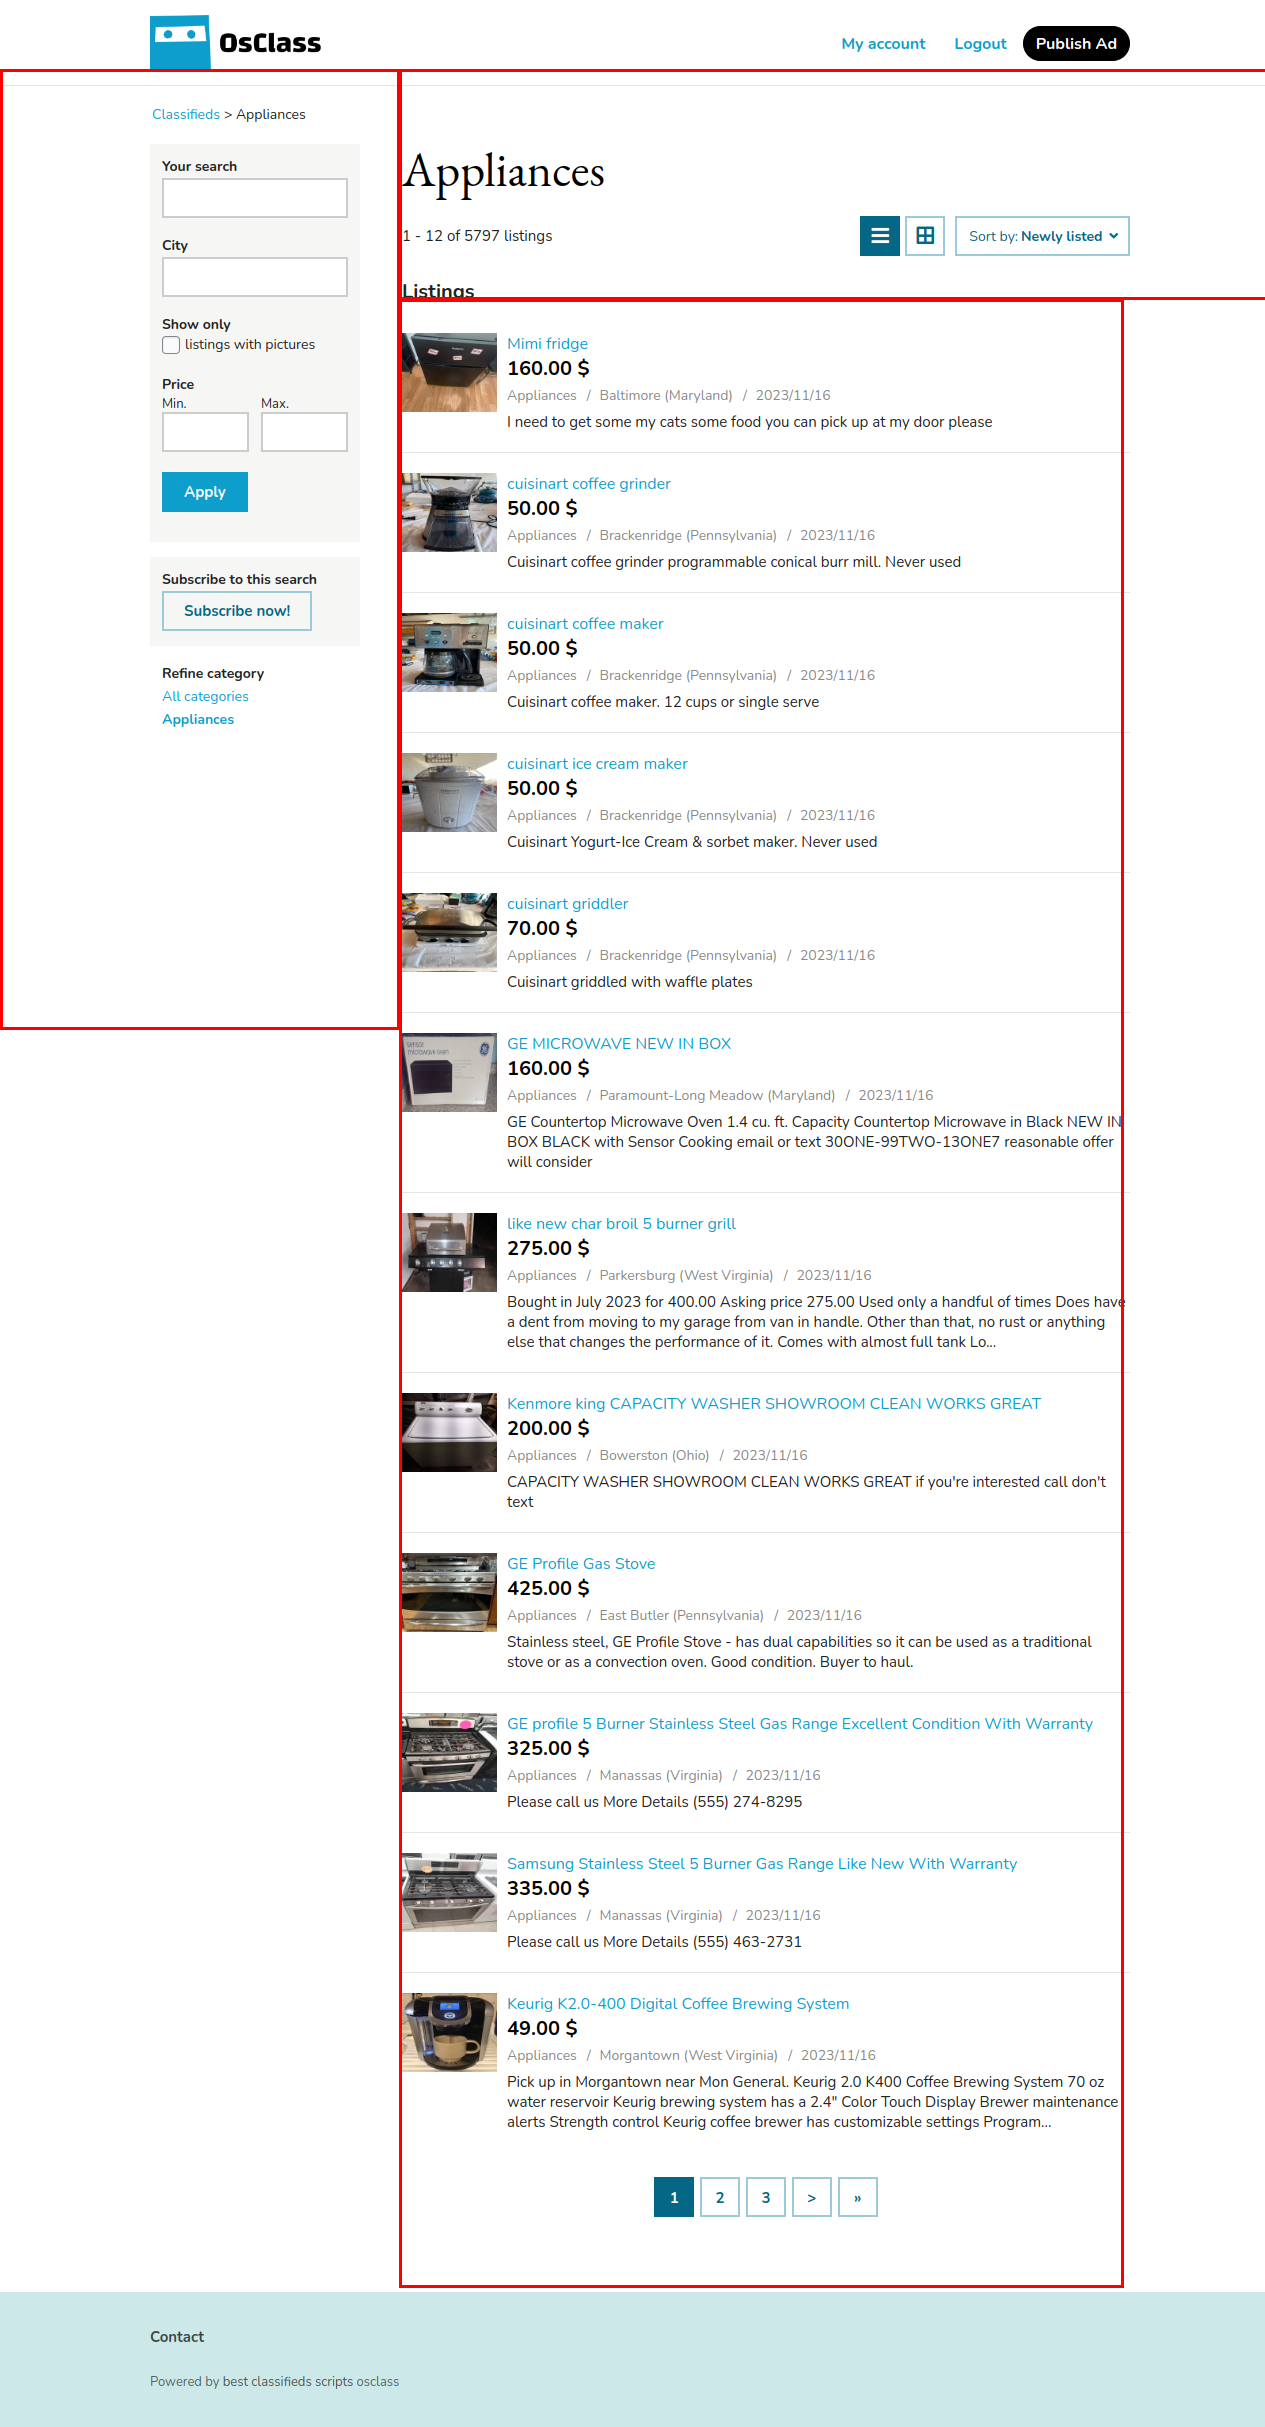 OsClass
My account
Logout
Publish Ad
Classifieds > Appliances
Your search
City
Show only
listings with pictures
Price
Min.
Max.
Apply
Subscribe to this search
Subscribe now!
Refine category
All categories
Appliances
Appliances
1 - 12 of 5797 listings
Sort by: Newly listed
Listings
Mimi fridge
160.00 $
Appliances / Baltimore (Maryland) / 2023/11/16
I need to get some my cats some food you can pick up at my door please
cuisinart coffee grinder
50.00 $
Appliances / Brackenridge (Pennsylvania) / 2023/11/16
Cuisinart coffee grinder programmable conical burr mill. Never used
cuisinart coffee maker
50.00 $
Appliances / Brackenridge (Pennsylvania) / 2023/11/16
Cuisinart coffee maker. 12 cups or single serve
cuisinart ice cream maker
50.00 $
Appliances / Brackenridge (Pennsylvania) / 2023/11/16
Cuisinart Yogurt-Ice Cream & sorbet maker. Never used
cuisinart griddler
70.00 $
Appliances / Brackenridge (Pennsylvania) / 2023/11/16
Cuisinart griddled with waffle plates
sensor
microwave oven
GE MICROWAVE NEW IN BOX
160.00 $
Appliances / Paramount-Long Meadow (Maryland) / 2023/11/16
GE Countertop Microwave Oven 1.4 cu. ft. Capacity Countertop Microwave in Black NEW IN
BOX BLACK with Sensor Cooking email or text 30ONE-99TWO-13ONE7 reasonable offer
will consider
like new char broil 5 burner grill
275.00 $
Appliances / Parkersburg (West Virginia) / 2023/11/16
Bought in July 2023 for 400.00 Asking price 275.00 Used only a handful of times Does have
a dent from moving to my garage from van in handle. Other than that, no rust or anything
else that changes the performance of it. Comes with almost full tank Lo...
Kenmore king CAPACITY WASHER SHOWROOM CLEAN WORKS GREAT
200.00 $
Appliances / Bowerston (Ohio) / 2023/11/16
CAPACITY WASHER SHOWROOM CLEAN WORKS GREAT if you're interested call don't
text
GE Profile Gas Stove
425.00 $
Appliances / East Butler (Pennsylvania) / 2023/11/16
Stainless steel, GE Profile Stove - has dual capabilities so it can be used as a traditional
stove or as a convection oven. Good condition. Buyer to haul.
GE profile 5 Burner Stainless Steel Gas Range Excellent Condition With Warranty
325.00 $
Appliances / Manassas (Virginia) / 2023/11/16
Please call us More Details (555) 274-8295
Samsung Stainless Steel 5 Burner Gas Range Like New With Warranty
335.00 $
Appliances / Manassas (Virginia) / 2023/11/16
Please call us More Details (555) 463-2731
Keurig K2.0-400 Digital Coffee Brewing System
49.00 $
Appliances / Morgantown (West Virginia) / 2023/11/16
Pick up in Morgantown near Mon General. Keurig 2.0 K400 Coffee Brewing System 70 oz
water reservoir Keurig brewing system has a 2.4" Color Touch Display Brewer maintenance
alerts Strength control Keurig coffee brewer has customizable settings Program...
1 2 3 > »
Contact
Powered by best classifieds scripts osclass